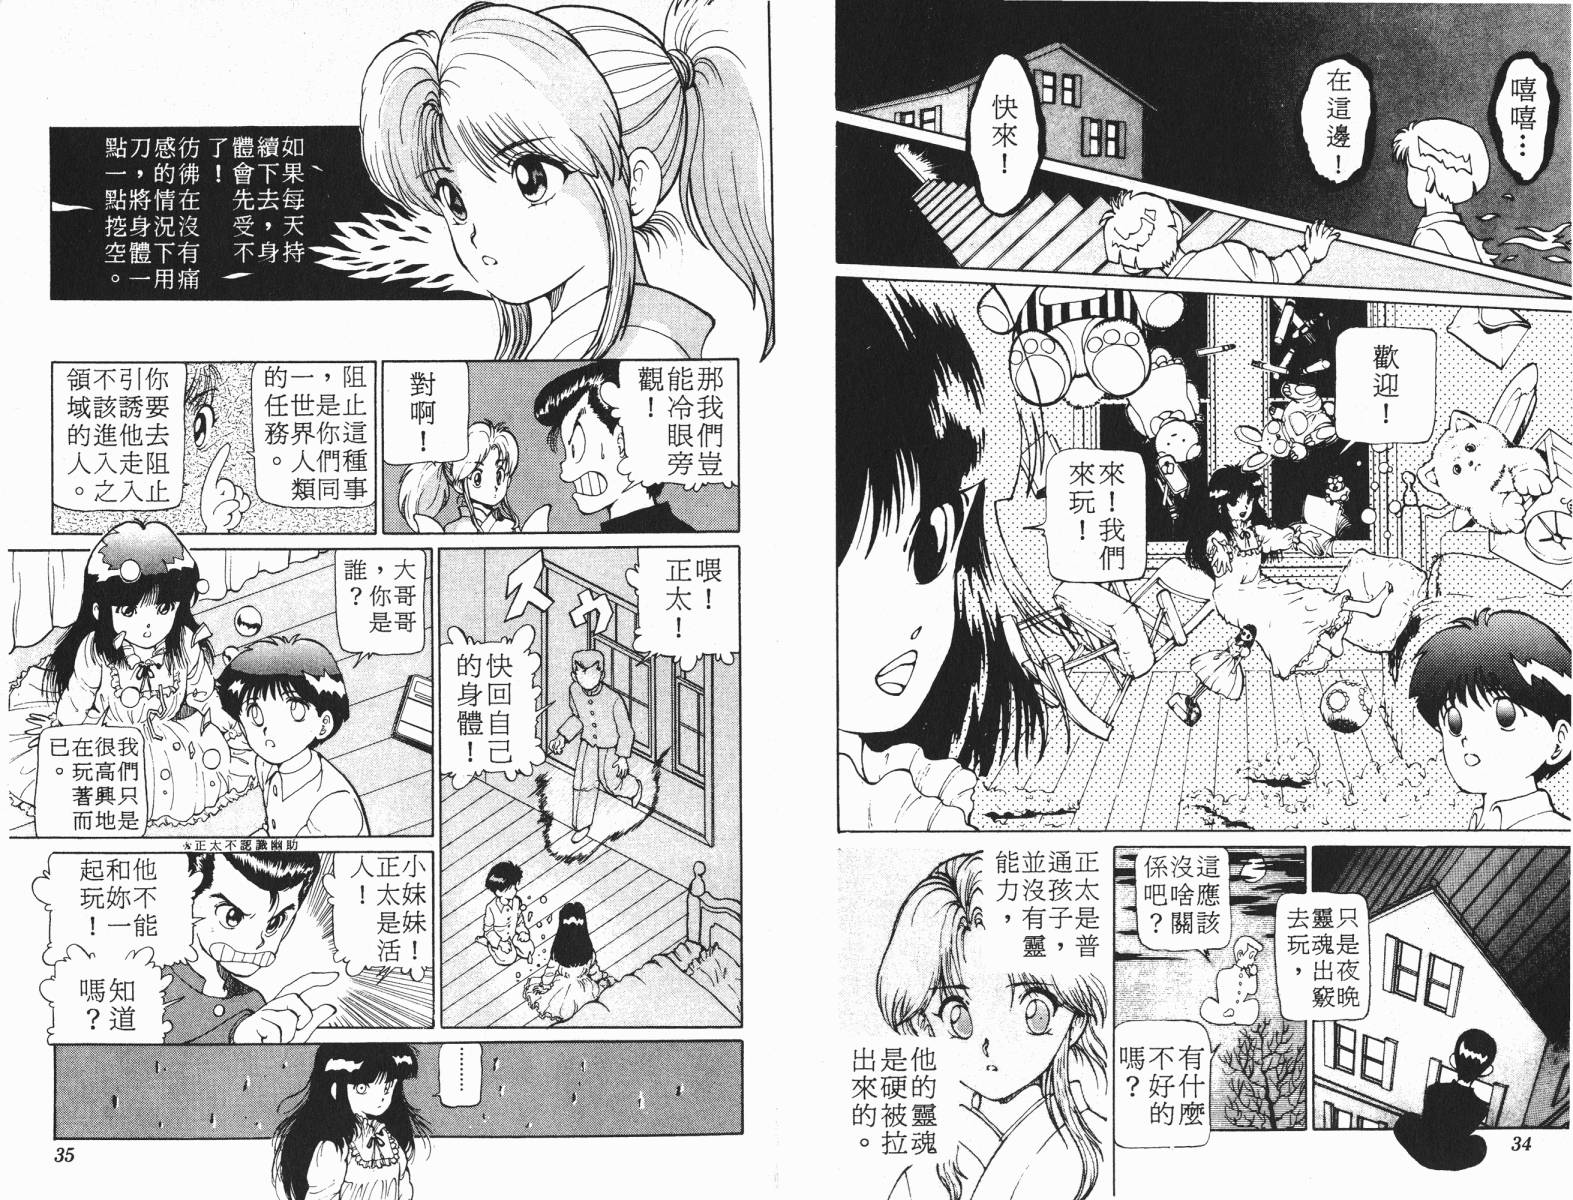 嘻嘻…
在這邊！
快來！
歡迎！
來！我們
來玩！
只是夜晚
靈魂出竅
去玩，
這應該
沒啥關
係吧？
有什麼
不好的
嗎？
正太是普
通孩子，
並沒有靈
能力，
他的靈魂
是硬被拉
出來的。
34
如果每天持
續下去，身
體會先受不
了！
彷彿在沒有痛
感的情況下用
刀，將身體一
點一點挖空。
那我們豈
能冷眼旁
觀！
對啊！
阻止這種事
，是你們同
一世界人類
的任務。
你要去阻止
引誘他走入
不該進入之
領域的人。
喂！
正太！
快回自己
的身體！
スウ
大哥哥
，你是
誰？
我們只是
很高興地
在玩著而
已。
☆正太不認識幽助
小妹妹！
正太是活
人！
他不能
和妳一
起玩！
知道
嗎？
………
35